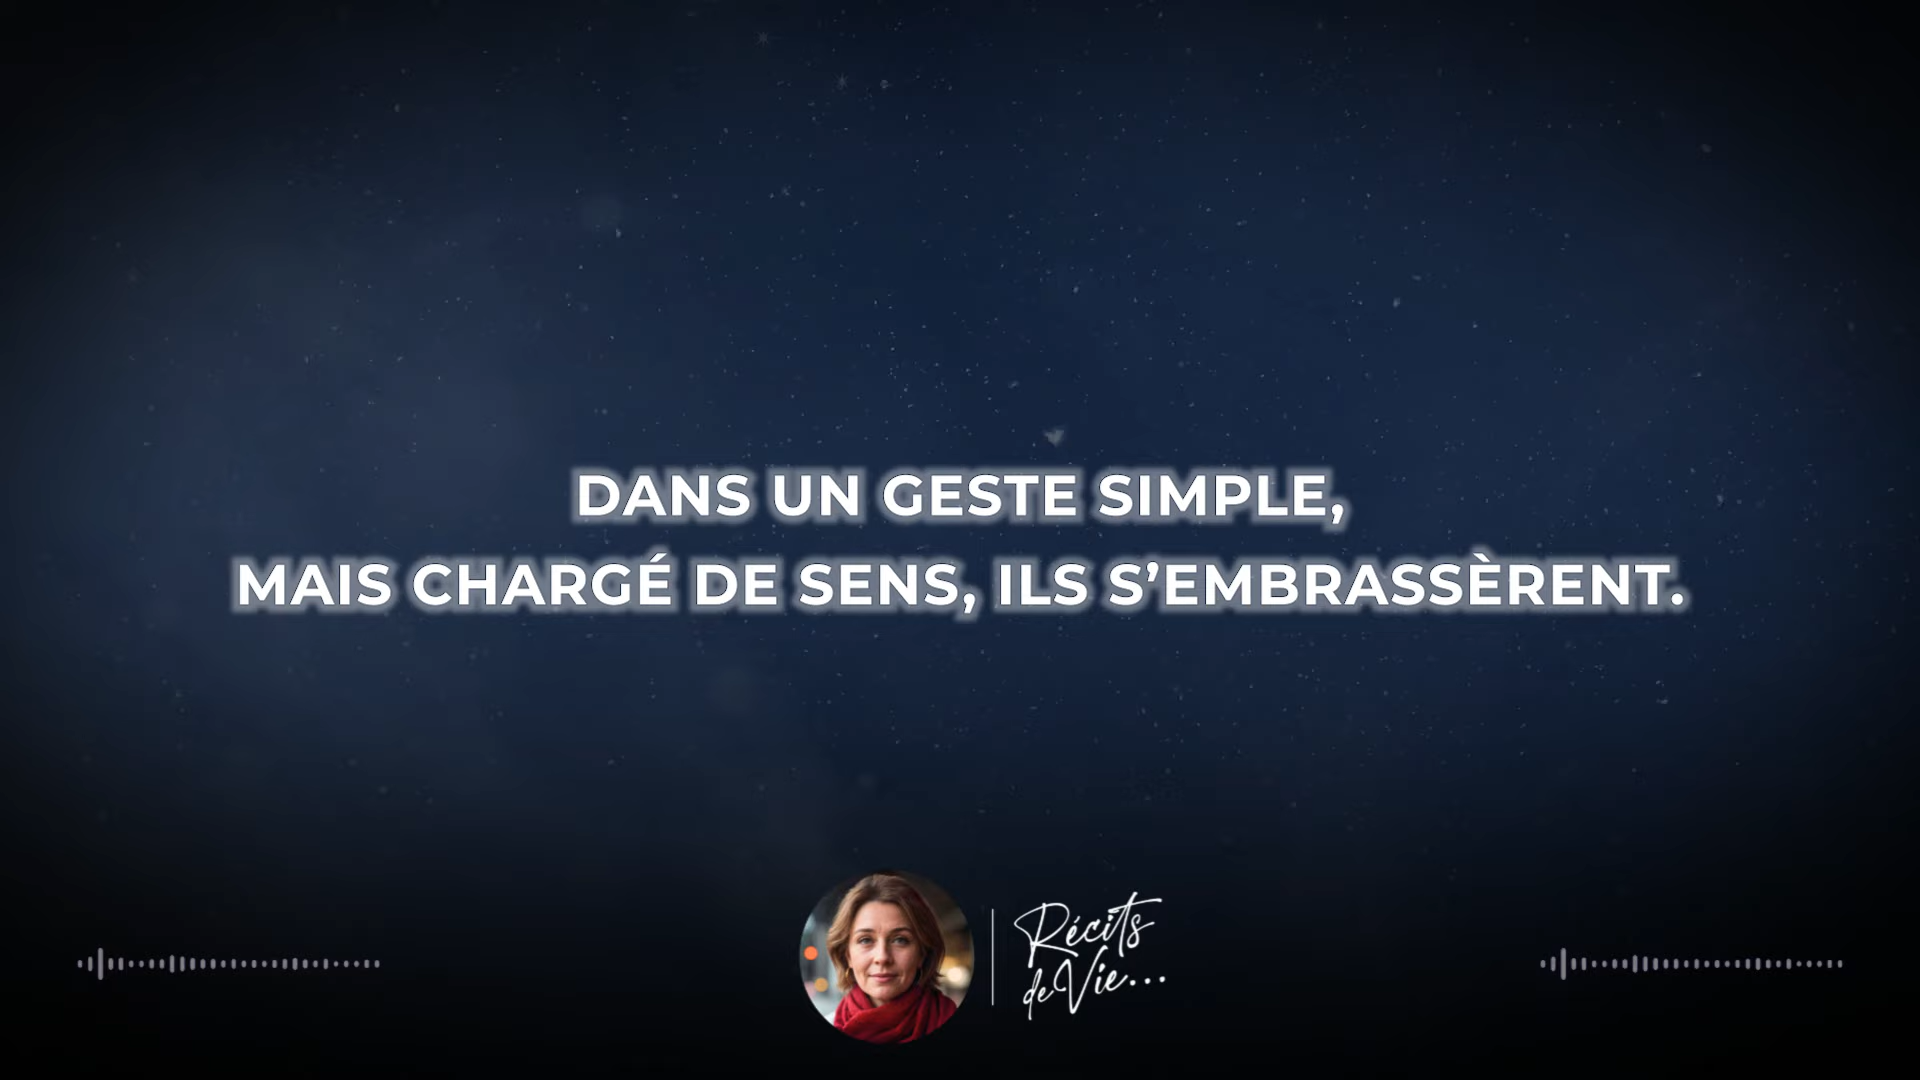 DANS UN GESTE SIMPLE,
MAIS CHARGÉ DE SENS, ILS S’EMBRASSÈRENT.
Récits
de Vie...